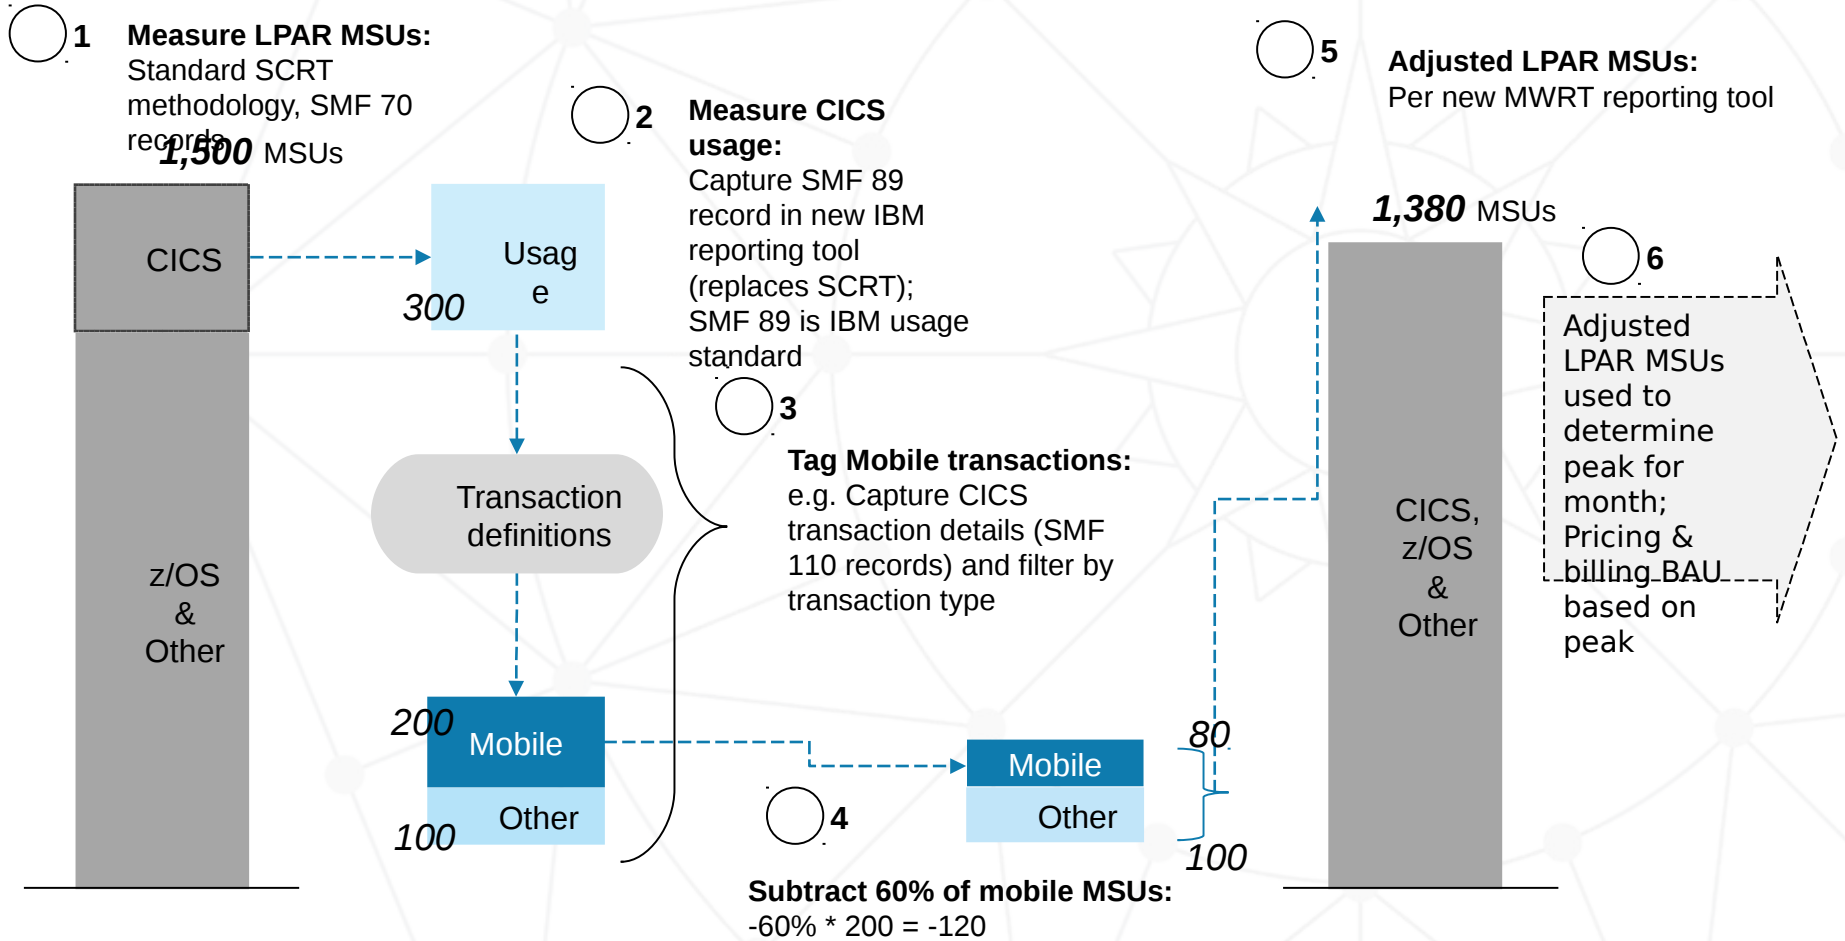 1
Measure LPAR MSUs:
Standard SCRT
methodology, SMF 70
records
1,500 MSUs
CICS
z/OS
&
Other
2
Measure CICS
usage:
Capture SMF 89
record in new IBM
reporting tool
(replaces SCRT);
SMF 89 is IBM usage
standard
Usag
e
300
3
Tag Mobile transactions:
e.g. Capture CICS
transaction details (SMF
110 records) and filter by
transaction type
Transaction
definitions
200
Mobile
Other
100
4
Subtract 60% of mobile MSUs:
-60% * 200 = -120
Mobile
Other
80
100
5
Adjusted LPAR MSUs:
Per new MWRT reporting tool
1,380 MSUs
CICS,
z/OS
&
Other
6
Adjusted
LPAR MSUs
used to
determine
peak for
month;
Pricing &
billing BAU
based on
peak